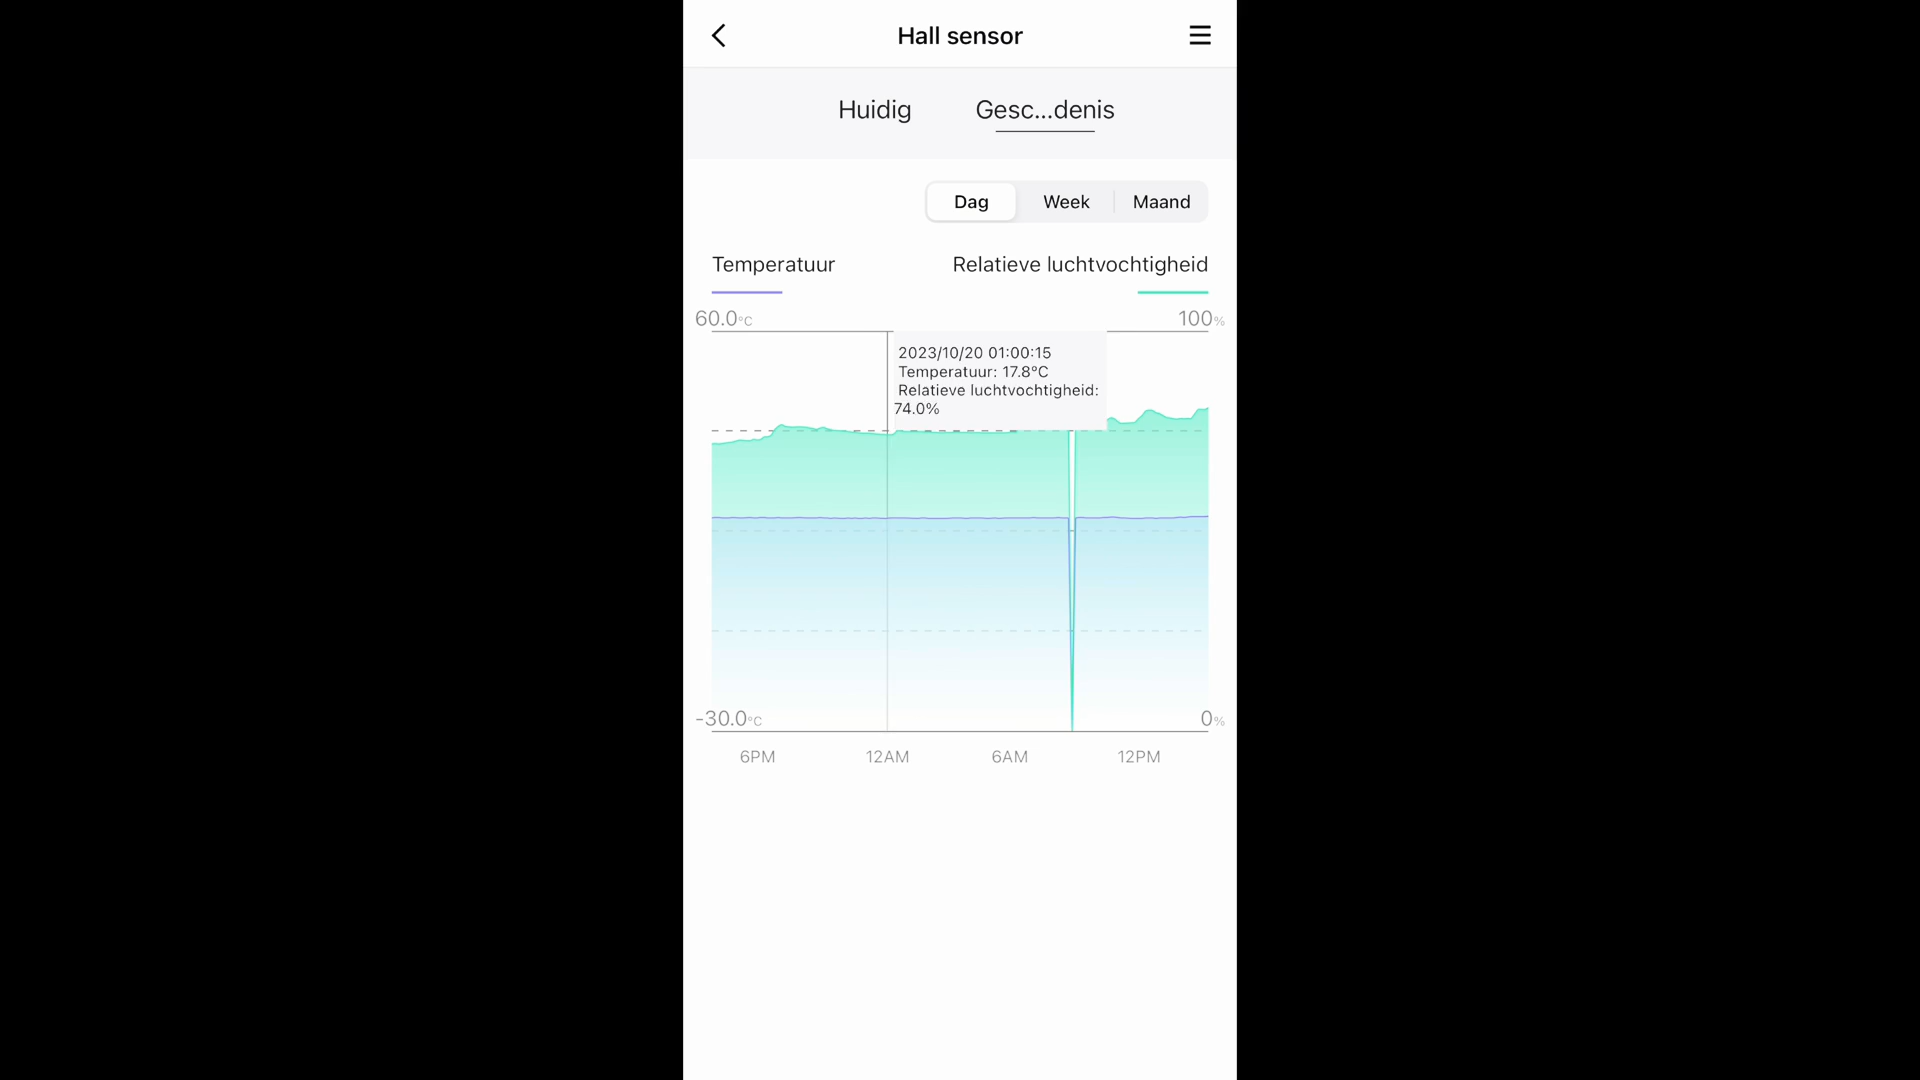 Hall sensor
Huidig
Gesc...denis
Dag
Week
Maand
Temperatuur
Relatieve luchtvochtigheid
60.0°C
100%
2023/10/20 01:00:15
Temperatuur: 17.8°C
Relatieve luchtvochtigheid:
74.0%
-30.0°C
0%
6PM
12AM
6AM
12PM